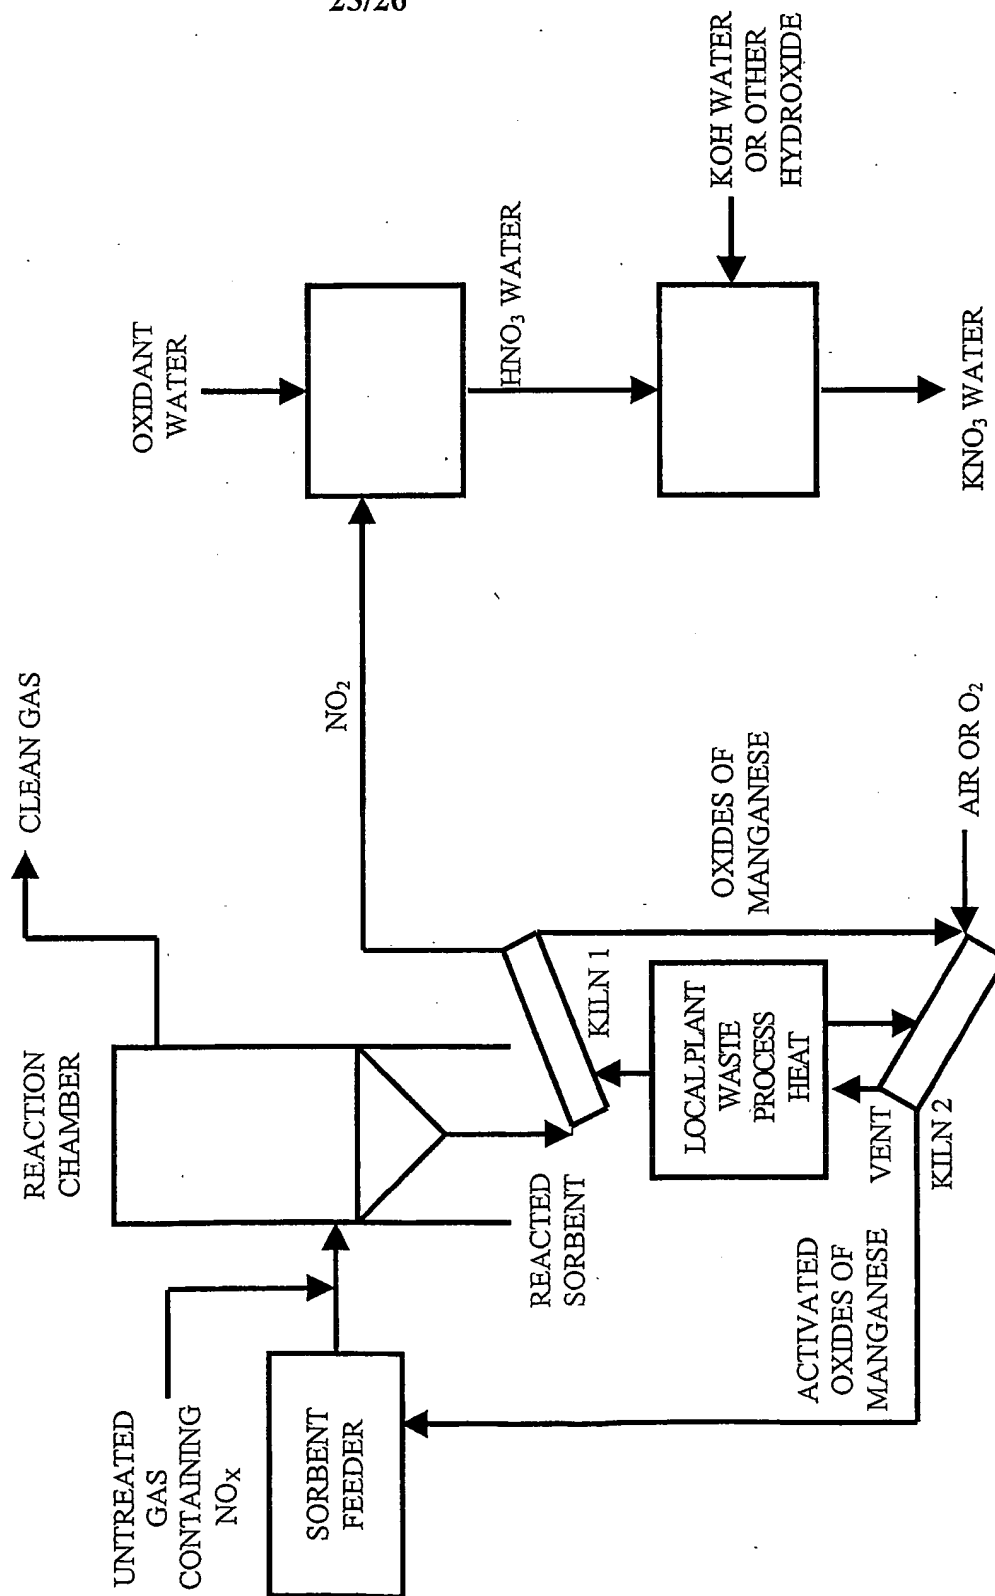 23/26
UNTREATED
GAS
CONTAINING
NOX
SORBENT
FEEDER
REACTION
CHAMBER
CLEAN GAS
REACTED
SORBENT
ACTIVATED
OXIDES OF
MANGANESE
KILN 1
LOCALPLANT
WASTE
PROCESS
HEAT
VENT
KILN 2
OXIDES OF
MANGANESE
AIR OR O2
NO2
OXIDANT
WATER
HNO3 WATER
KOH WATER
OR OTHER
HYDROXIDE
KNO3 WATER